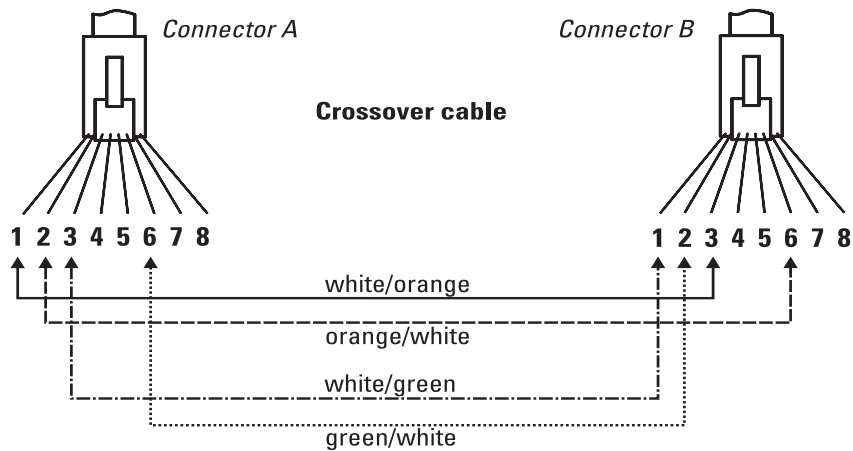 Connector A
Connector B
Crossover cable
1 2 3 4 5 6 7 8
1 2 3 4 5 6 7 8
white/orange
orange/white
white/green
green/white